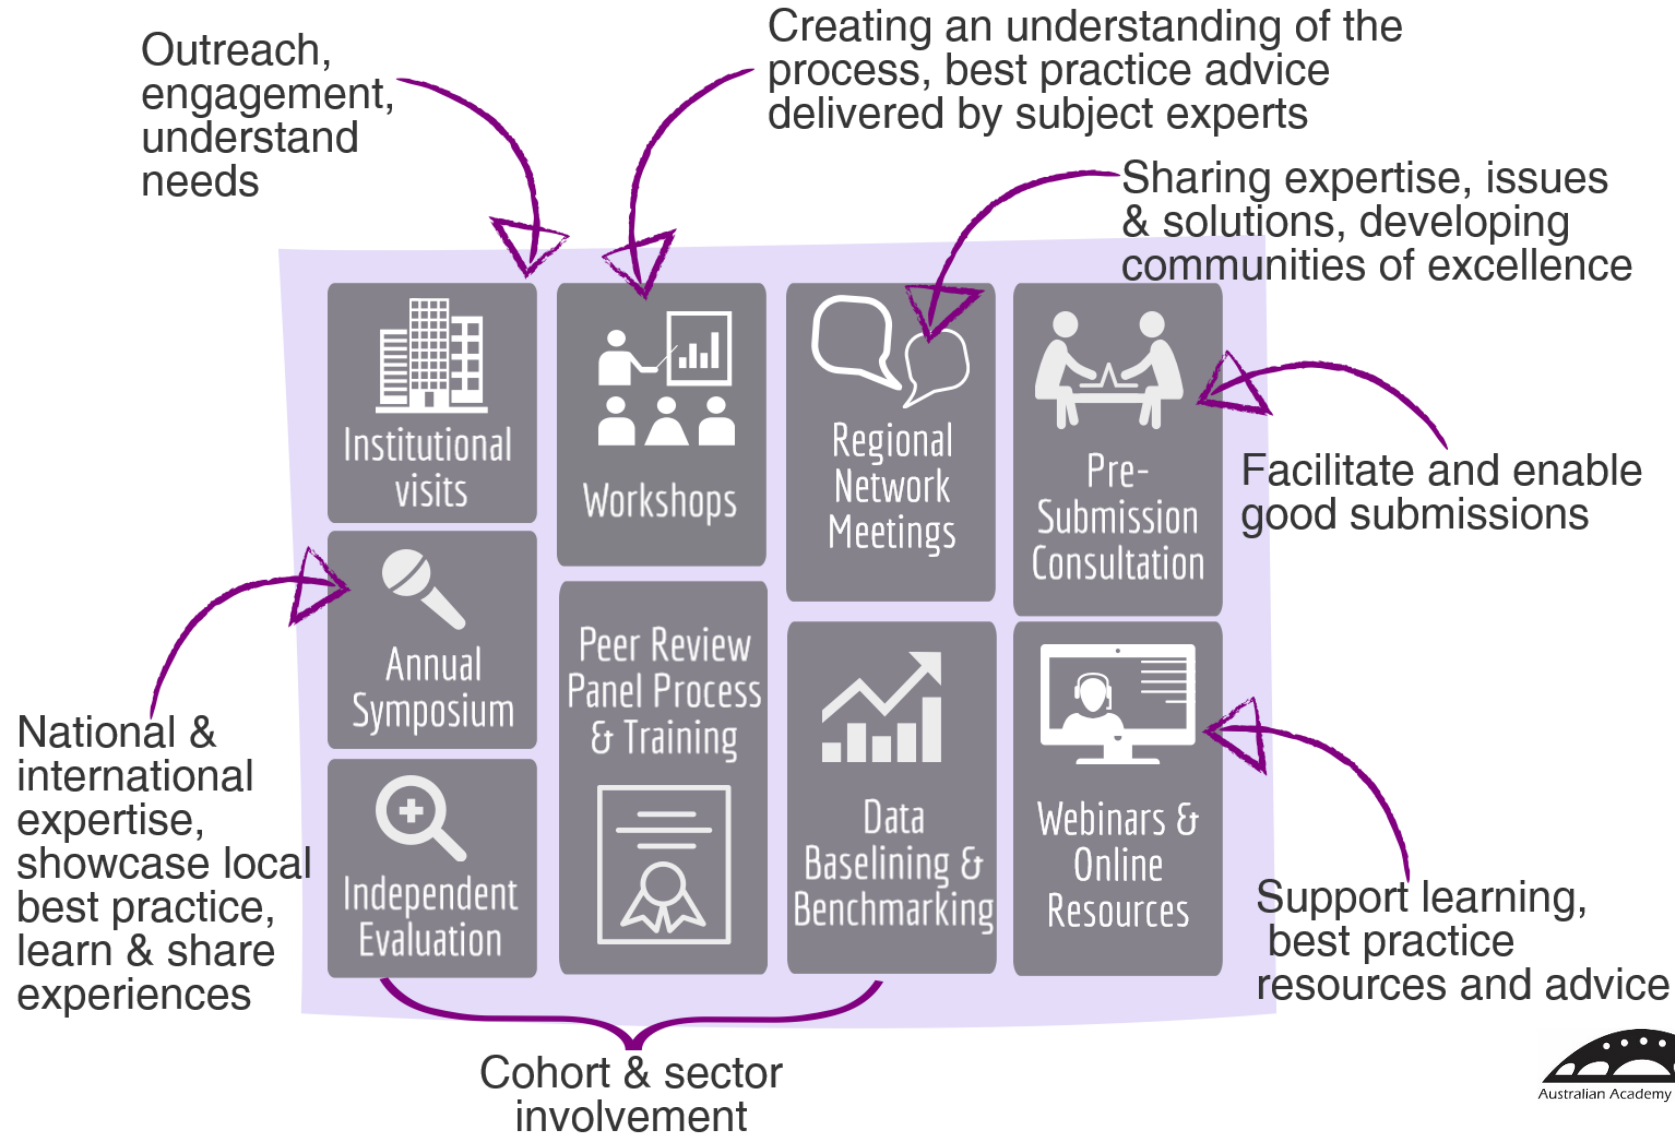 Outreach,
engagement,
understand
needs
Creating an understanding of the
process, best practice advice
delivered by subject experts
Sharing expertise, issues
& solutions, developing
communities of excellence
Institutional
visits
Workshops
Regional
Network
Meetings
Pre-
Submission
Consultation
Facilitate and enable
good submissions
Annual
Symposium
Peer Review
Panel Process
& Training
Data
Baselining &
Benchmarking
Webinars &
Online
Resources
Independent
Evaluation
National &
international
expertise,
showcase local
best practice,
learn & share
experiences
Support learning,
best practice
resources and advice
Cohort & sector
involvement
Australian Academy